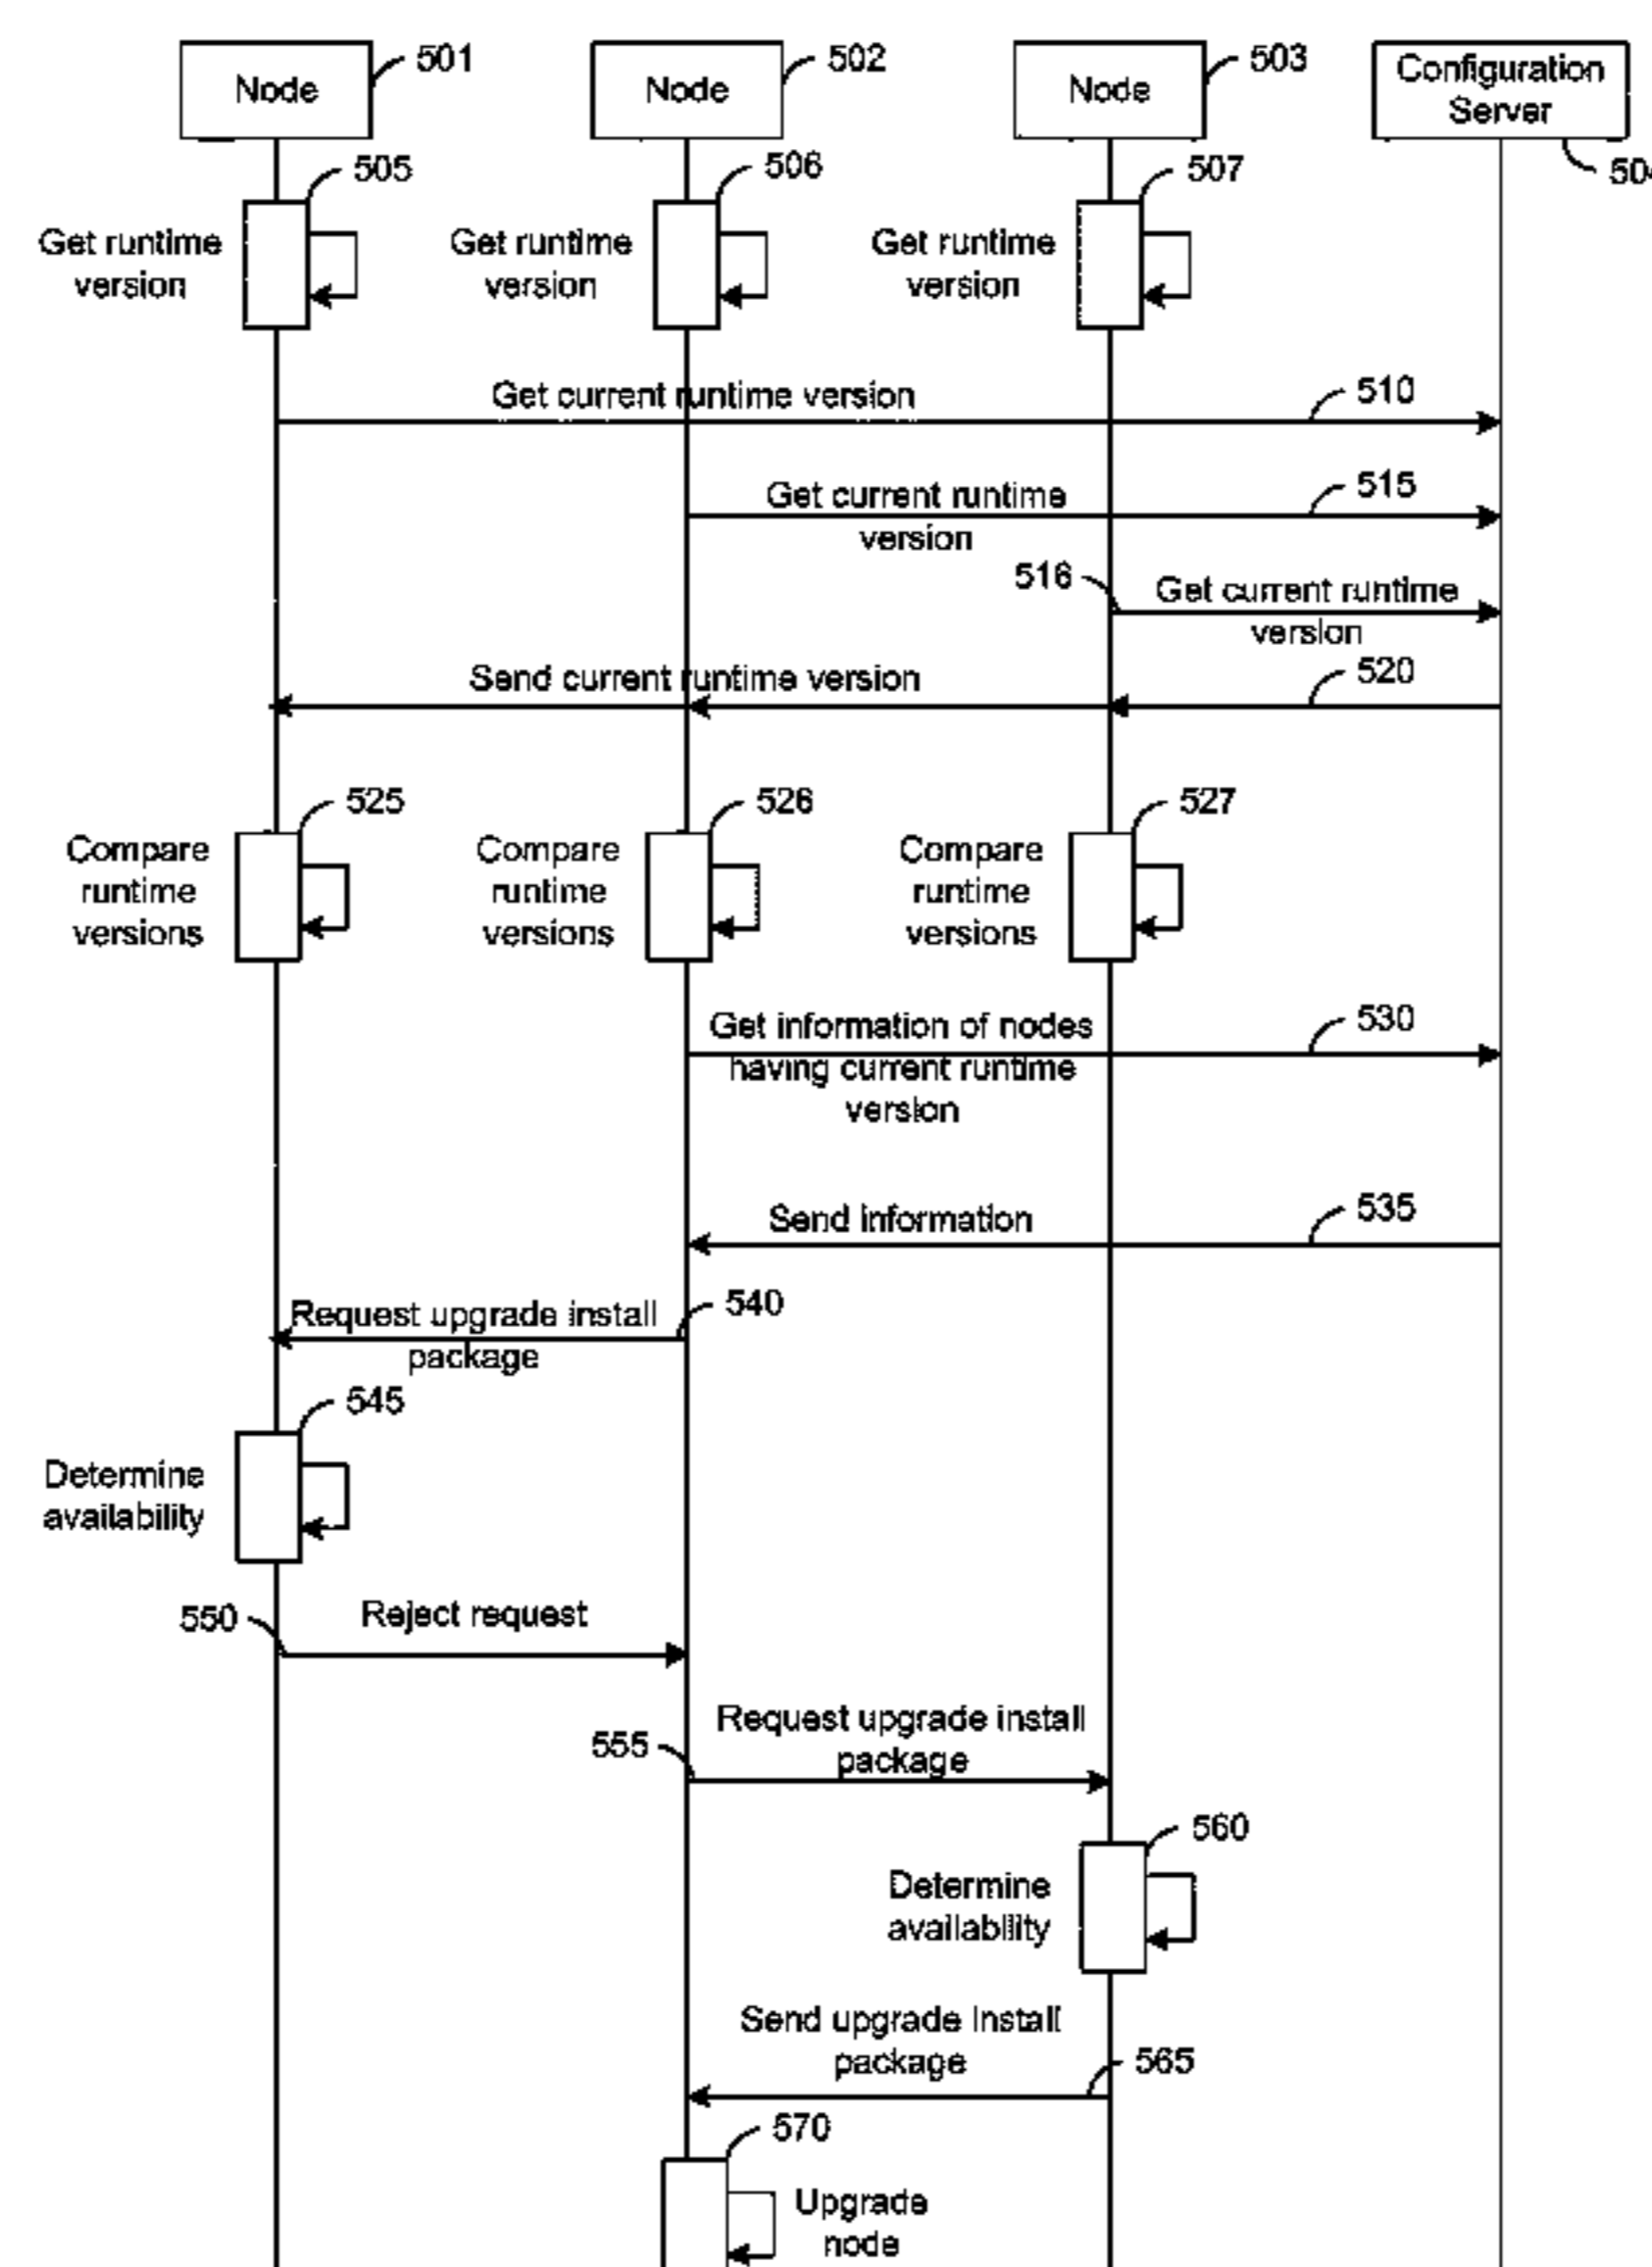 501
502
503
Node
Node
Node
Configuration
Server
505
506
507
Get runtime
version
Get runtime
version
Get runtime
version
Get current runtime version
510
Get current runtime
version
515
516
Get current runtime
version
Send current runtime version
520
525
526
527
Compare
runtime
versions
Compare
runtime
versions
Compare
runtime
versions
Get information of nodes
having current runtime
version
530
Send information
535
Request upgrade install
package
540
545
Determine
availability
550
Reject request
555
Request upgrade install
package
560
Determine
availability
Send upgrade install
package
565
570
Upgrade
node